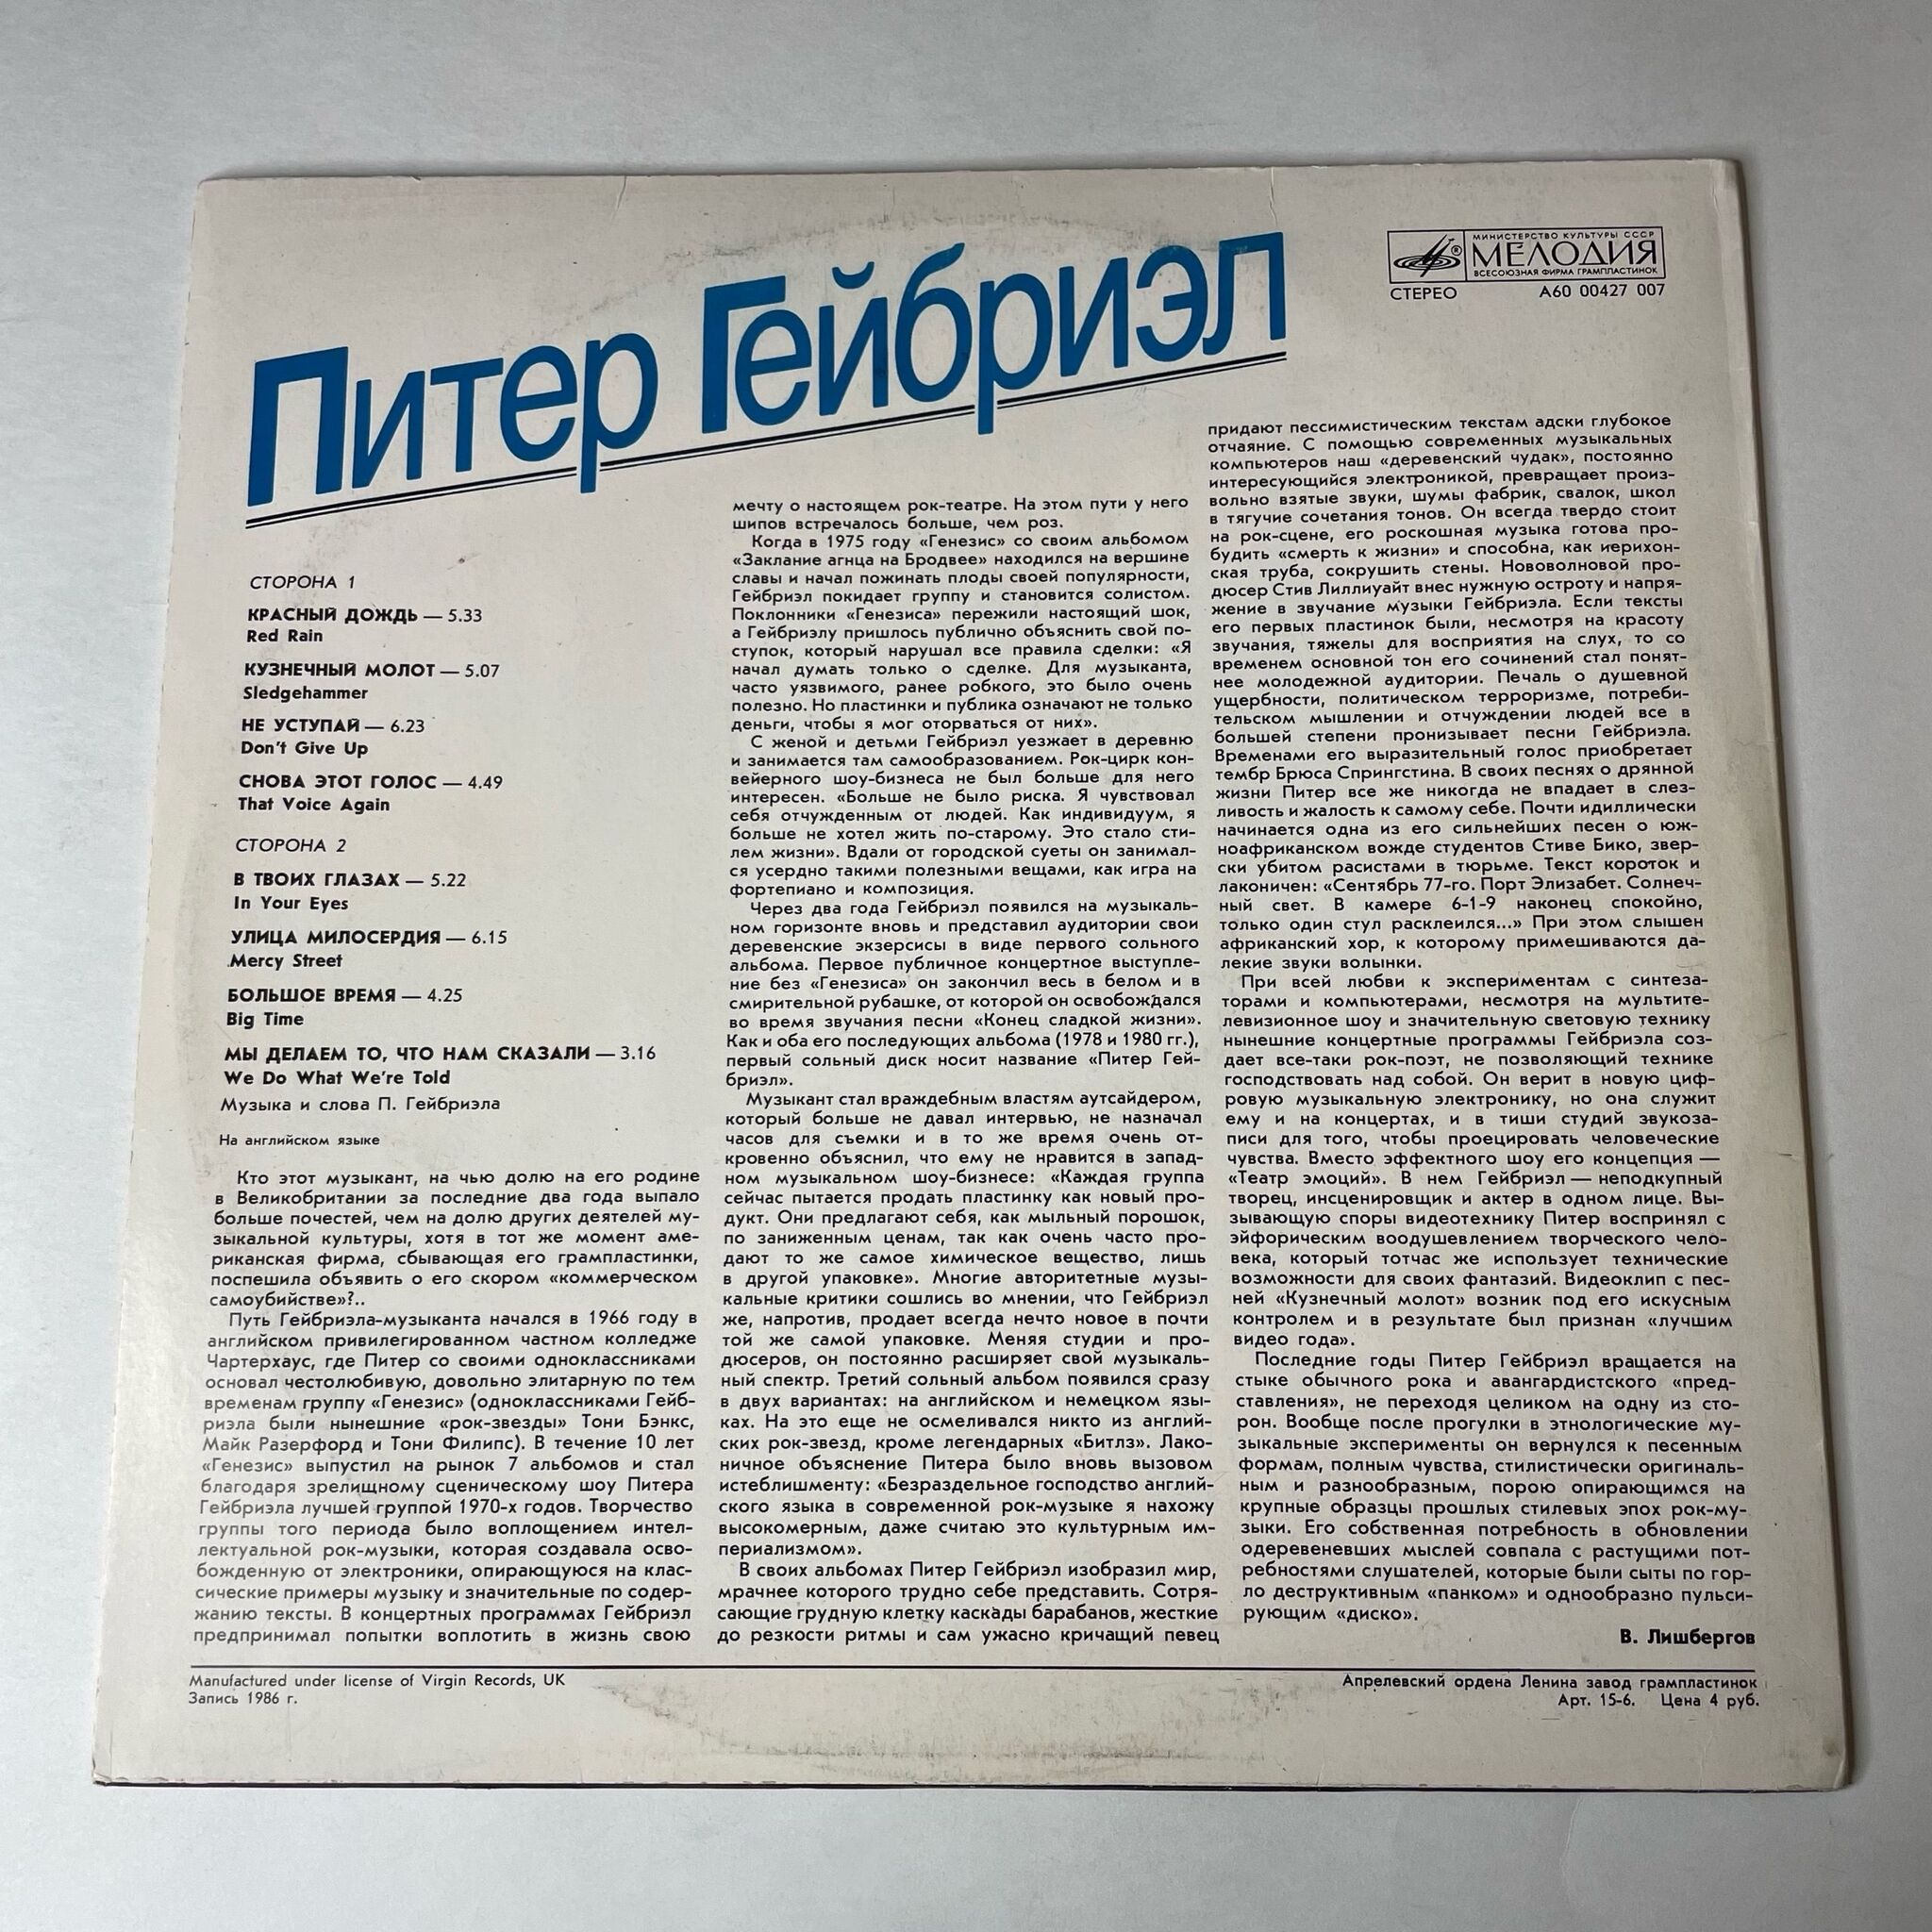 Питер Гейбриэл
МИНИСТЕРСТВО КУЛЬТУРЫ СССР
МЕЛОДИЯ
ВСЕСОЮЗНАЯ ФИРМА ГРАМПЛАСТИНОК
СТЕРЕО А60 00427 007
СТОРОНА 1
КРАСНЫЙ ДОЖДЬ — 5.33
Red Rain
КУЗНЕЧНЫЙ МОЛОТ — 5.07
Sledgehammer
НЕ УСТУПАЙ — 6.23
Don't Give Up
СНОВА ЭТОТ ГОЛОС — 4.49
That Voice Again
СТОРОНА 2
В ТВОИХ ГЛАЗАХ — 5.22
In Your Eyes
УЛИЦА МИЛОСЕРДИЯ — 6.15
Mercy Street
БОЛЬШОЕ ВРЕМЯ — 4.25
Big Time
МЫ ДЕЛАЕМ ТО, ЧТО НАМ СКАЗАЛИ — 3.16
We Do What We're Told
Музыка и слова П. Гейбриэла
На английском языке
Кто этот музыкант, на чью долю на его родине
в Великобритании за последние два года выпало
больше почестей, чем на долю других деятелей му-
зыкальной культуры, хотя в тот же момент аме-
риканская фирма, сбывающая его грампластинки,
поспешила объявить о его скором «коммерческом
самоубийстве»?..
Путь Гейбриэла-музыканта начался в 1966 году в
английском привилегированном частном колледже
Чартерхаус, где Питер со своими одноклассниками
основал честолюбивую, довольно элитарную по тем
временам группу «Генезис» (одноклассниками Гейб-
риэла были нынешние «рок-звезды» Тони Бэнкс,
Майк Разерфорд и Тони Филипс). В течение 10 лет
«Генезис» выпустил на рынок 7 альбомов и стал
благодаря зрелищному сценическому шоу Питера
Гейбриэла лучшей группой 1970-х годов. Творчество
группы того периода было воплощением интел-
лектуальной рок-музыки, которая создавала осво-
божденную от электроники, опирающуюся на клас-
сические примеры музыку и значительные по содер-
жанию тексты. В концертных программах Гейбриэл
предпринимал попытки воплотить в жизнь свою
мечту о настоящем рок-театре. На этом пути у него
шипов встречалось больше, чем роз.
Когда в 1975 году «Генезис» со своим альбомом
«Заклание агнца на Бродвее» находился на вершине
славы и начал пожинать плоды своей популярности,
Гейбриэл покидает группу и становится солистом.
Поклонники «Генезиса» пережили настоящий шок,
а Гейбриэлу пришлось публично объяснить свой по-
ступок, который нарушал все правила сделки: «Я
начал думать только о сделке. Для музыканта,
часто уязвимого, ранее робкого, это было очень
полезно. Но пластинки и публика означают не только
деньги, чтобы я мог оторваться от них».
С женой и детьми Гейбриэл уезжает в деревню
и занимается там самообразованием. Рок-цирк кон-
вейерного шоу-бизнеса не был больше для него
интересен. «Больше не было риска. Я чувствовал
себя отчужденным от людей. Как индивидуум, я
больше не хотел жить по-старому. Это стало сти-
лем жизни». Вдали от городской суеты он занимал-
ся усердно такими полезными вещами, как игра на
фортепиано и композиция.
Через два года Гейбриэл появился на музыкаль-
ном горизонте вновь и представил аудитории свои
деревенские экзерсисы в виде первого сольного
альбома. Первое публичное концертное выступле-
ние без «Генезиса» он закончил весь в белом и в
смирительной рубашке, от которой он освобождался
во время звучания песни «Конец сладкой жизни».
Как и оба его последующих альбома (1978 и 1980 гг.),
первый сольный диск носит название «Питер Гей-
бриэл».
Музыкант стал враждебным властям аутсайдером,
который больше не давал интервью, не назначал
часов для съемки и в то же время очень от-
кровенно объяснил, что ему не нравится в запад-
ном музыкальном шоу-бизнесе: «Каждая группа
сейчас пытается продать пластинку как новый про-
дукт. Они предлагают себя, как мыльный порошок,
по заниженным ценам, так как очень часто про-
дают то же самое химическое вещество, лишь
в другой упаковке». Многие авторитетные музы-
кальные критики сошлись во мнении, что Гейбриэл
же, напротив, продает всегда нечто новое в почти
той же самой упаковке. Меняя студии и про-
дюсеров, он постоянно расширяет свой музыкаль-
ный спектр. Третий сольный альбом появился сразу
в двух вариантах: на английском и немецком язы-
ках. На это еще не осмеливался никто из англий-
ских рок-звезд, кроме легендарных «Битлз». Лако-
ничное объяснение Питера было вновь вызовом
истеблишменту: «Безраздельное господство англий-
ского языка в современной рок-музыке я нахожу
высокомерным, даже считаю это культурным им-
периализмом».
В своих альбомах Питер Гейбриэл изобразил мир,
мрачнее которого трудно себе представить. Сотря-
сающие грудную клетку каскады барабанов, жесткие
до резкости ритмы и сам ужасно кричащий певец
придают пессимистическим текстам адски глубокое
отчаяние. С помощью современных музыкальных
компьютеров наш «деревенский чудак», постоянно
интересующийся электроникой, превращает произ-
вольно взятые звуки, шумы фабрик, свалок, школ
в тягучие сочетания тонов. Он всегда твердо стоит
на рок-сцене, его роскошная музыка готова про-
будить «смерть к жизни» и способна, как иерихон-
ская труба, сокрушить стены. Нововолновой про-
дюсер Стив Лиллиуайт внес нужную остроту и напря-
жение в звучание музыки Гейбриэла. Если тексты
его первых пластинок были, несмотря на красоту
звучания, тяжелы для восприятия на слух, то со
временем основной тон его сочинений стал понят-
нее молодежной аудитории. Печаль о душевной
ущербности, политическом терроризме, потреби-
тельском мышлении и отчуждении людей все в
большей степени пронизывает песни Гейбриэла.
Временами его выразительный голос приобретает
тембр Брюса Спрингстина. В своих песнях о дрянной
жизни Питер все же никогда не впадает в слез-
ливость и жалость к самому себе. Почти идиллически
начинается одна из его сильнейших песен о юж-
ноафриканском вожде студентов Стиве Бико, звер-
ски убитом расистами в тюрьме. Текст короток и
лаконичен: «Сентябрь 77-го. Порт Элизабет. Солнеч-
ный свет. В камере 6-1-9 наконец спокойно,
только один стул расклеился...» При этом слышен
африканский хор, к которому примешиваются да-
лекие звуки волынки.
При всей любви к экспериментам с синтеза-
торами и компьютерами, несмотря на мультите-
левизионное шоу и значительную световую технику
нынешние концертные программы Гейбриэла соз-
дает все-таки рок-поэт, не позволяющий технике
господствовать над собой. Он верит в новую циф-
ровую музыкальную электронику, но она служит
ему и на концертах, и в тиши студий звукоза-
писи для того, чтобы проецировать человеческие
чувства. Вместо эффектного шоу его концепция —
«Театр эмоций». В нем Гейбриэл — неподкупный
творец, инсценировщик и актер в одном лице. Вы-
зывающую споры видеотехнику Питер воспринял с
эйфорическим воодушевлением творческого чело-
века, который тотчас же использует технические
возможности для своих фантазий. Видеоклип с пес-
ней «Кузнечный молот» возник под его искусным
контролем и в результате был признан «лучшим
видео года».
Последние годы Питер Гейбриэл вращается на
стыке обычного рока и авангардистского «пред-
ставления», не переходя целиком на одну из сто-
рон. Вообще после прогулки в этнологические му-
зыкальные эксперименты он вернулся к песенным
формам, полным чувства, стилистически оригиналь-
ным и разнообразным, порою опирающимся на
крупные образцы прошлых стилевых эпох рок-му-
зыки. Его собственная потребность в обновлении
одеревеневших мыслей совпала с растущими пот-
ребностями слушателей, которые были сыты по гор-
ло деструктивным «панком» и однообразно пульси-
рующим «диско».
В. Лишбергов
Manufactured under license of Virgin Records, UK
Запись 1986 г.
Апрелевский ордена Ленина завод грампластинок
Арт. 15-6. Цена 4 руб.